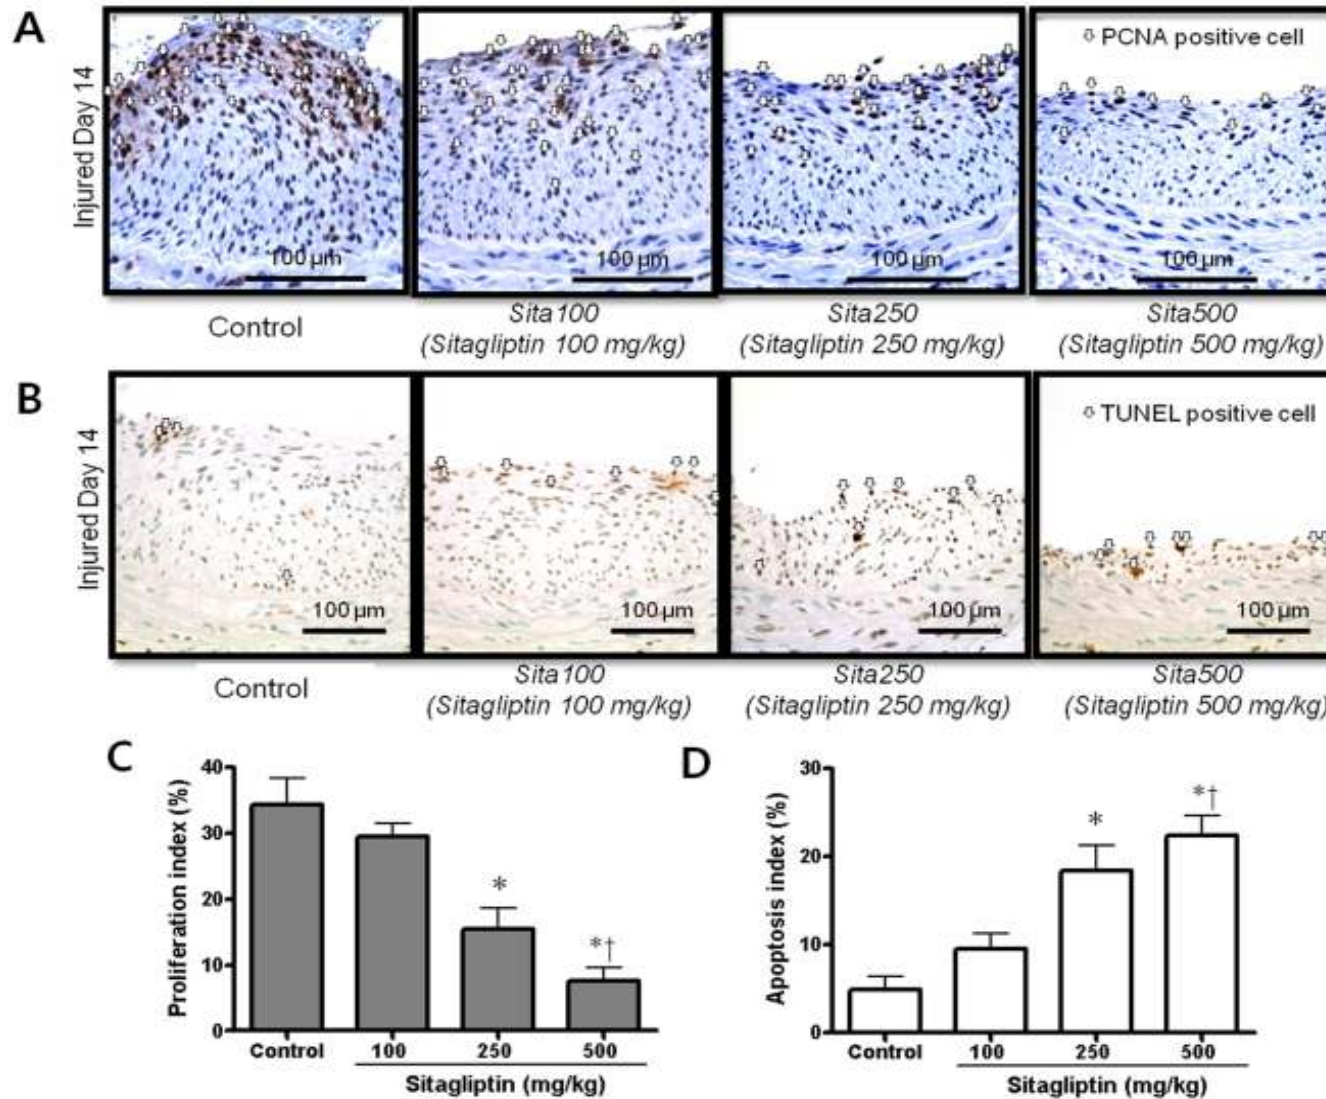 A
Injured Day 14
⇩ PCNA positive cell
100 μm
100 μm
100 μm
100 μm
Control
Sita100
(Sitagliptin 100 mg/kg)
Sita250
(Sitagliptin 250 mg/kg)
Sita500
(Sitagliptin 500 mg/kg)
B
Injured Day 14
⇩ TUNEL positive cell
100 μm
100 μm
100 μm
100 μm
Control
Sita100
(Sitagliptin 100 mg/kg)
Sita250
(Sitagliptin 250 mg/kg)
Sita500
(Sitagliptin 500 mg/kg)
C
Proliferation index (%)
40
30
20
10
0
*
*†
Control
100
250
500
Sitagliptin (mg/kg)
D
Apoptosis index (%)
30
20
10
0
*
*†
Control
100
250
500
Sitagliptin (mg/kg)